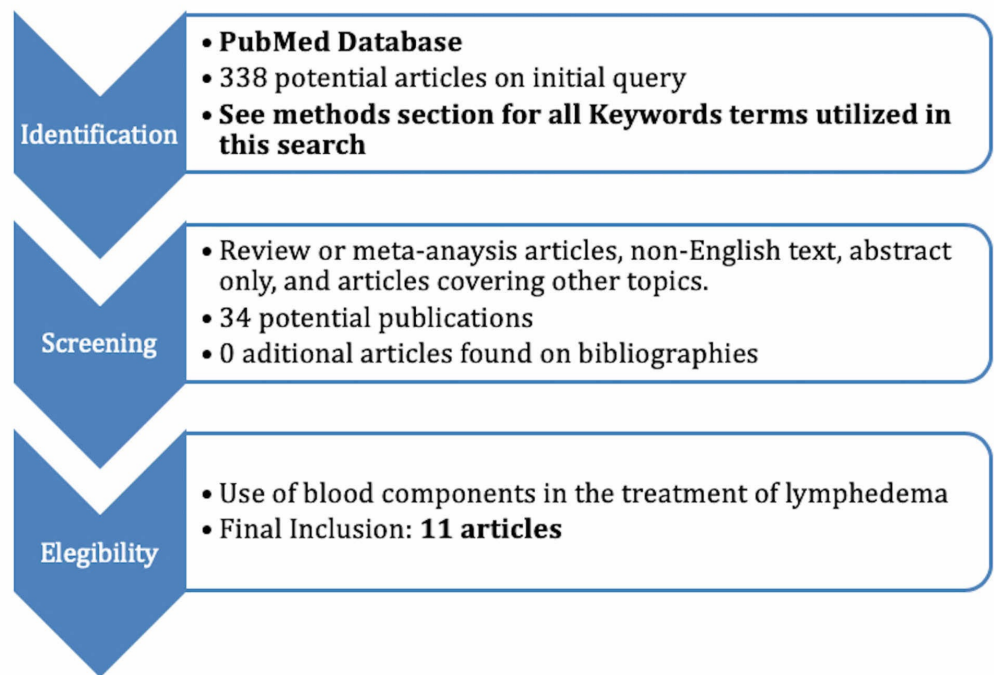 Identification
• PubMed Database
• 338 potential articles on initial query
• See methods section for all Keywords terms utilized in
this search
Screening
• Review or meta-anaysis articles, non-English text, abstract
only, and articles covering other topics.
• 34 potential publications
• 0 aditional articles found on bibliographies
Elegibility
• Use of blood components in the treatment of lymphedema
• Final Inclusion: 11 articles